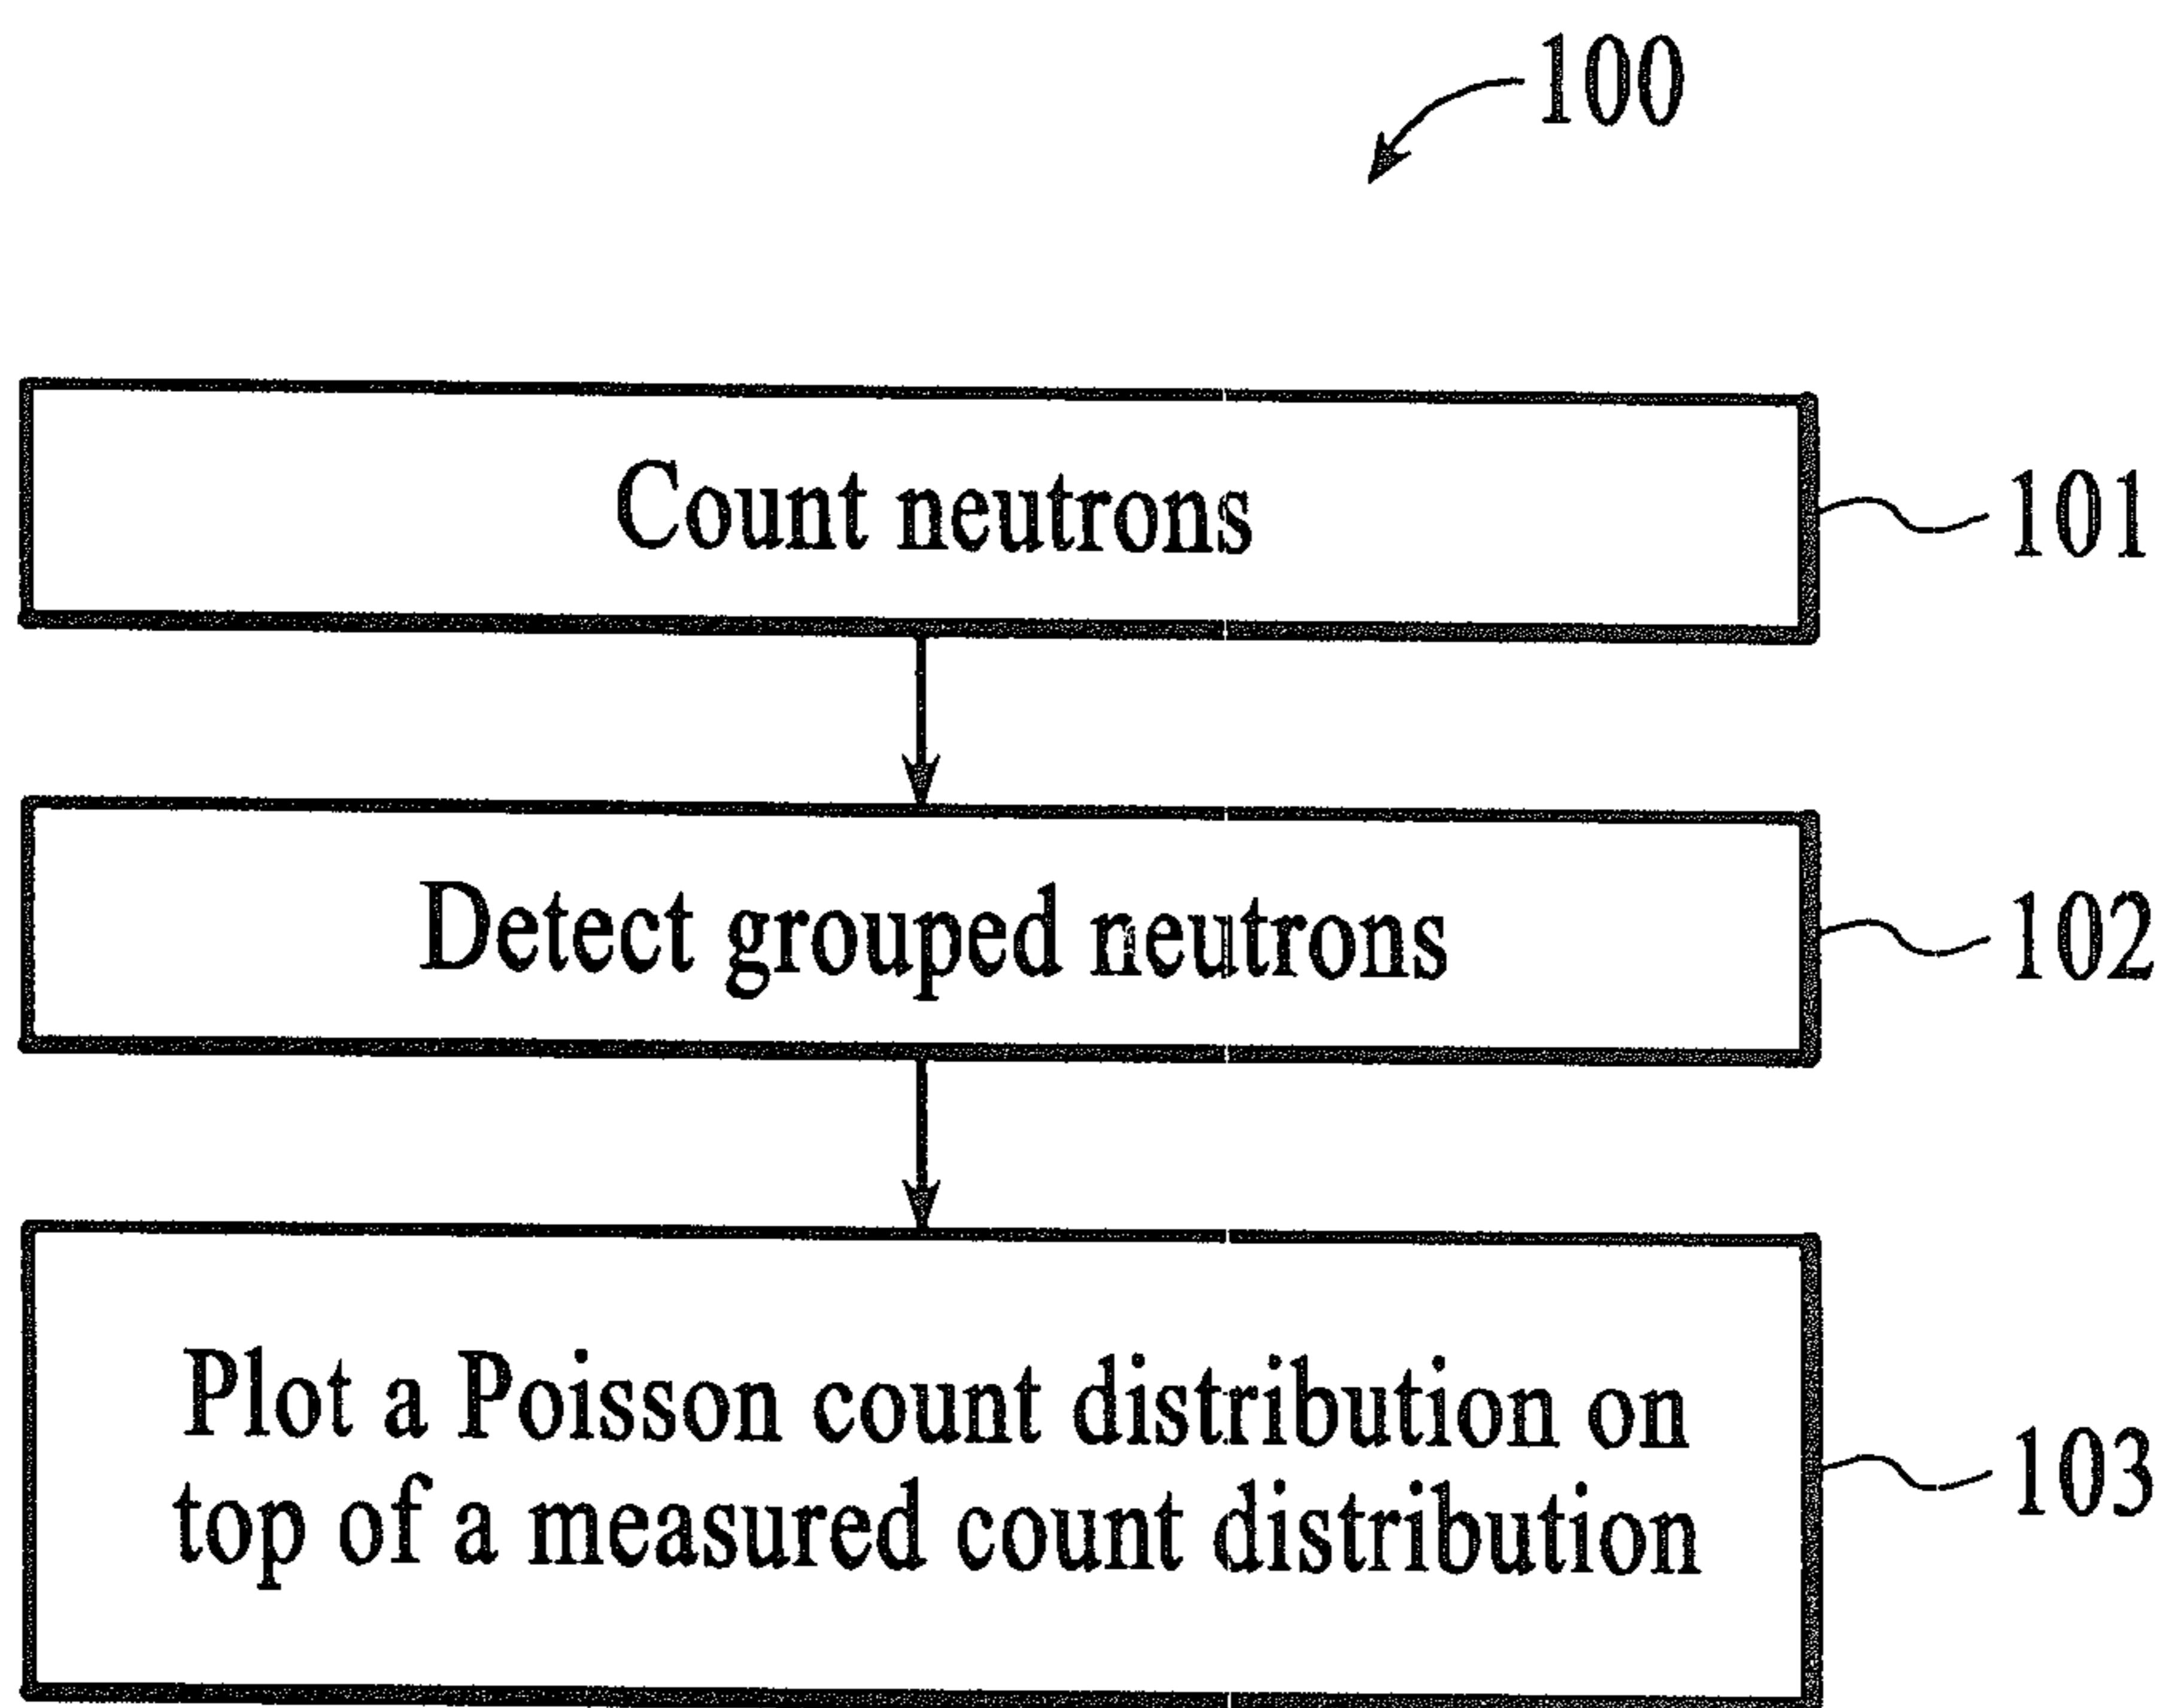 100
Count neutrons
101
Detect grouped neutrons
102
Plot a Poisson count distribution on
top of a measured count distribution
103